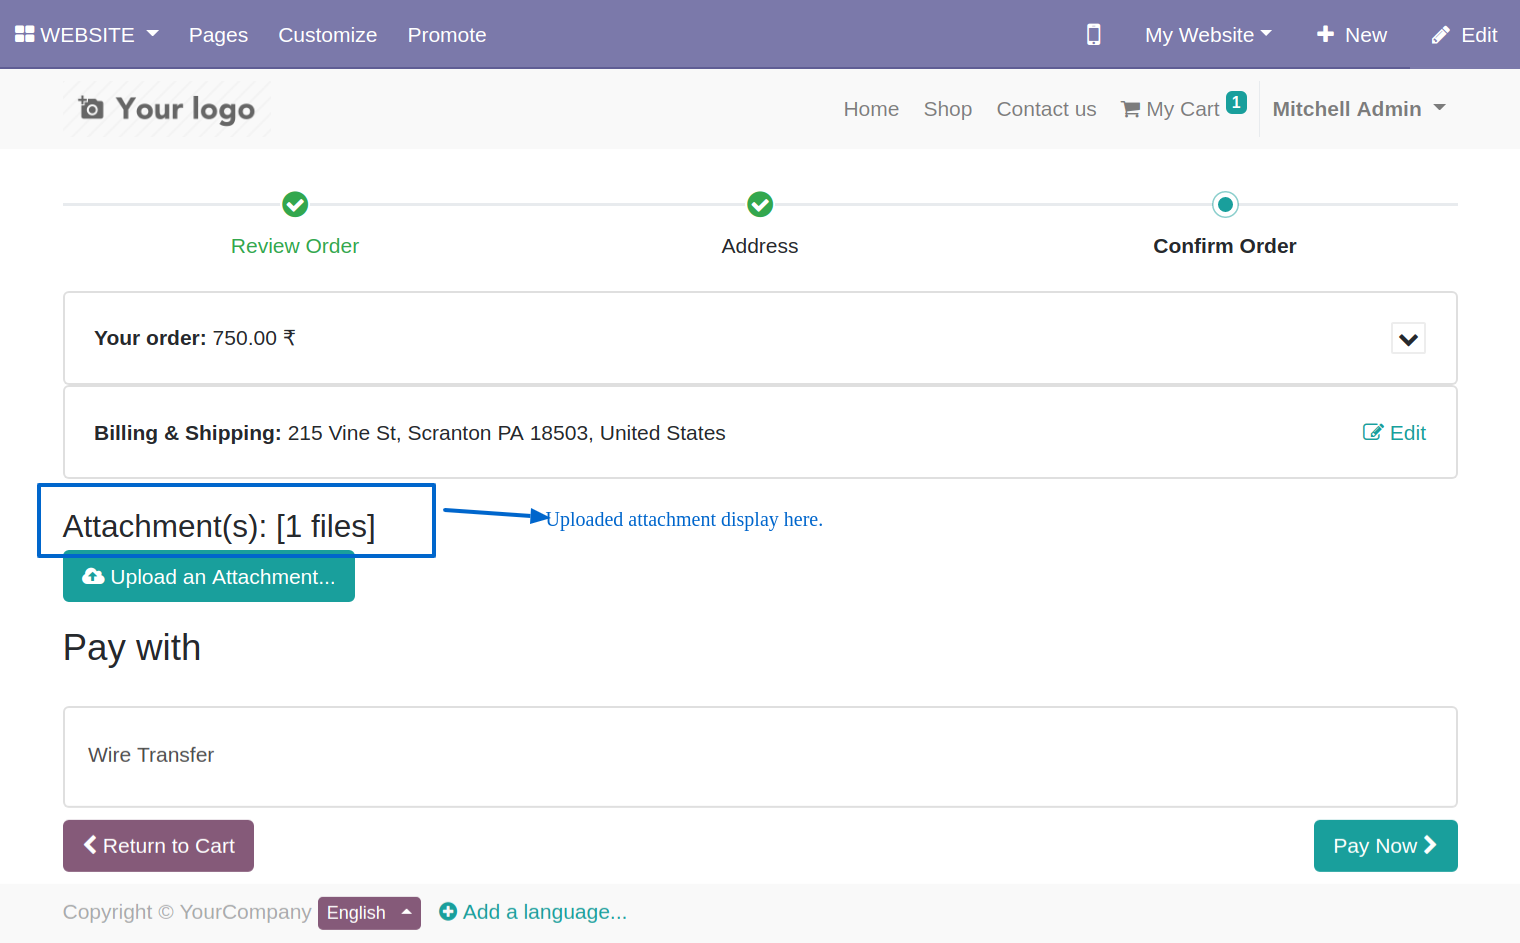 WEBSITE Pages Customize Promote My Website New Edit
Your logo Home Shop Contact us My Cart 1 Mitchell Admin
Review Order Address Confirm Order
Your order: 750.00 ₹
Billing & Shipping: 215 Vine St, Scranton PA 18503, United States Edit
Attachment(s): [1 files] Uploaded attachment display here.
Upload an Attachment...
Pay with
Wire Transfer
Return to Cart Pay Now
Copyright © YourCompany English Add a language...